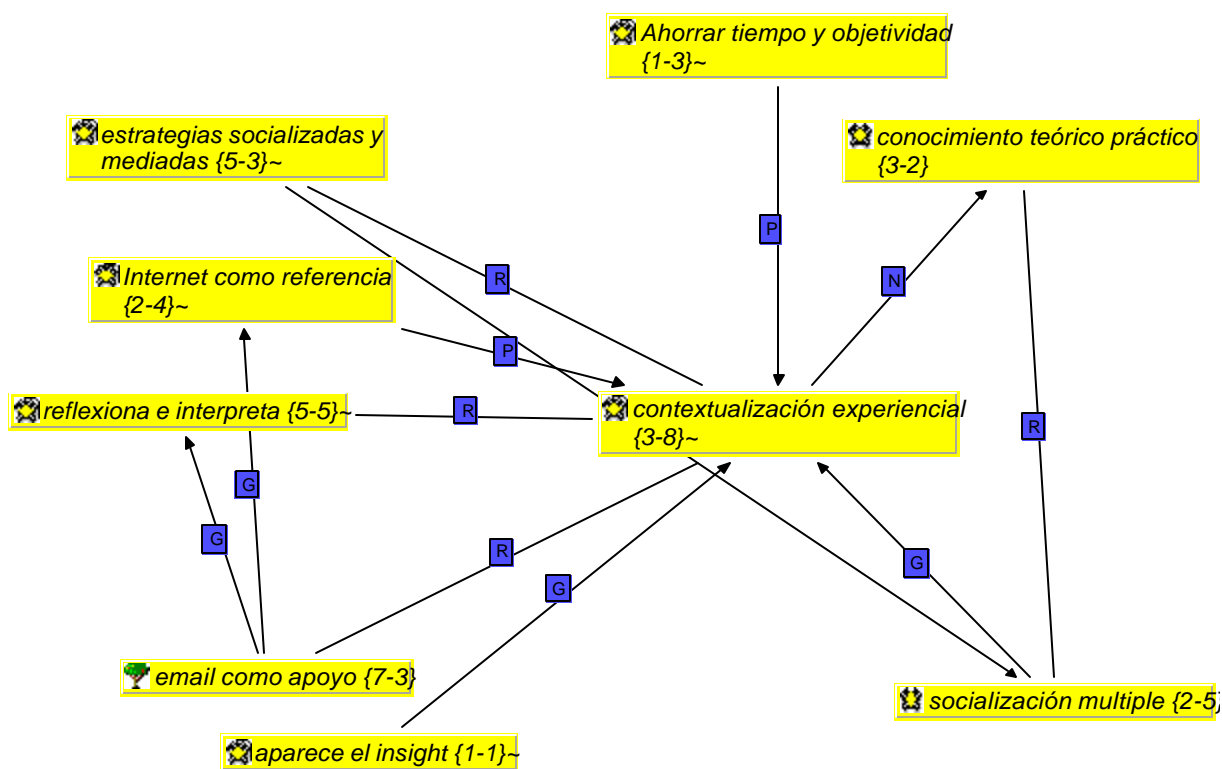 Ahorrar tiempo y objetividad
{1-3}~
estrategias socializadas y
mediadas {5-3}~
conocimiento teórico práctico
{3-2}
P
Internet como referencia
{2-4}~
R
N
P
reflexiona e interpreta {5-5}~
R
contextualización experiencial
{3-8}~
R
G
G
R
G
G
email como apoyo {7-3}
socialización multiple {2-5}
aparece el insight {1-1}~